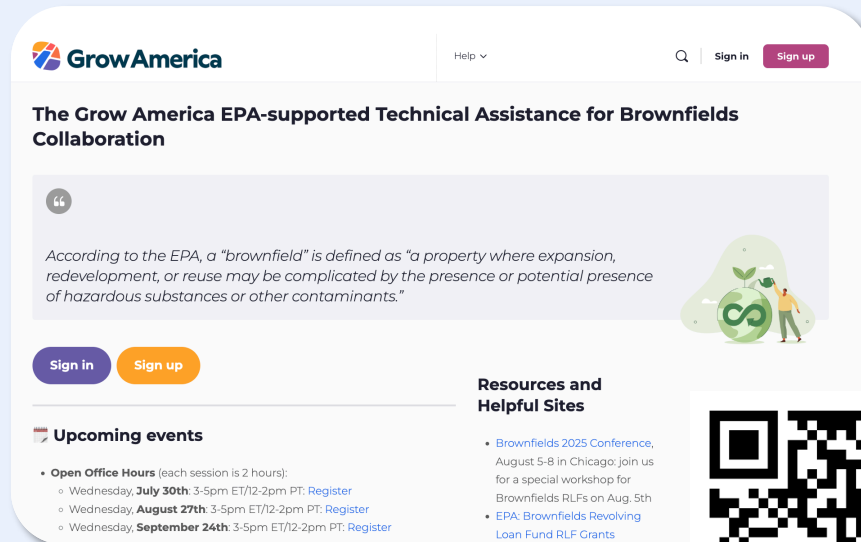 Grow America
Help
Sign in
Sign up
The Grow America EPA-supported Technical Assistance for Brownfields
Collaboration
According to the EPA, a “brownfield” is defined as “a property where expansion,
redevelopment, or reuse may be complicated by the presence or potential presence
of hazardous substances or other contaminants.”
Sign in
Sign up
Upcoming events
• Open Office Hours (each session is 2 hours):
◦ Wednesday, July 30th: 3-5pm ET/12-2pm PT: Register
◦ Wednesday, August 27th: 3-5pm ET/12-2pm PT: Register
◦ Wednesday, September 24th: 3-5pm ET/12-2pm PT: Register
Resources and
Helpful Sites
• Brownfields 2025 Conference,
August 5-8 in Chicago: join us
for a special workshop for
Brownfields RLFs on Aug. 5th
• EPA: Brownfields Revolving
Loan Fund RLF Grants